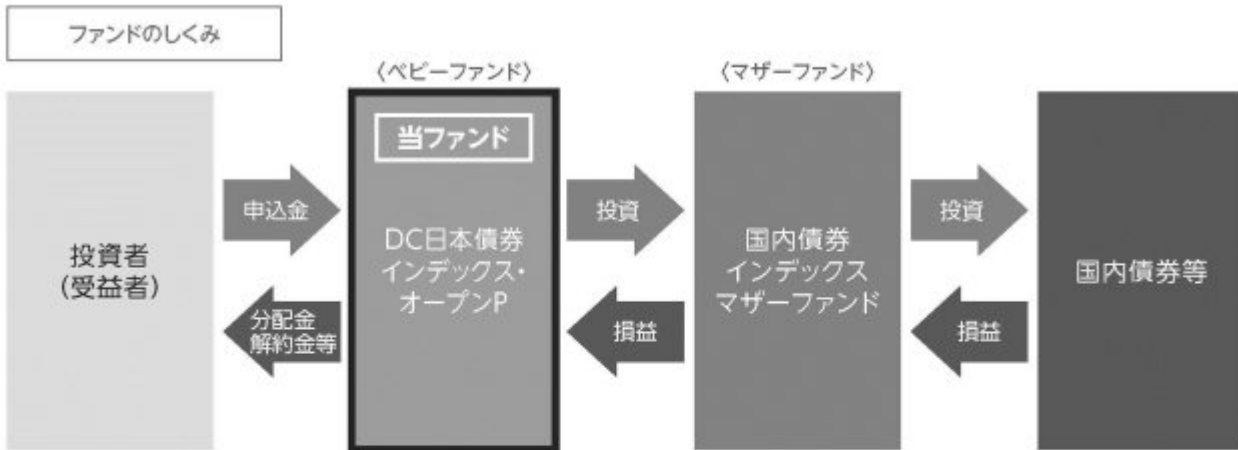 ファンドのしくみ
〈ベビーファンド〉
〈マザーファンド〉
投資者
(受益者)
申込金
分配金
解約金等
当ファンド
DC日本債券
インデックス・
オープンP
投資
損益
国内債券
インデックス
マザーファンド
投資
損益
国内債券等